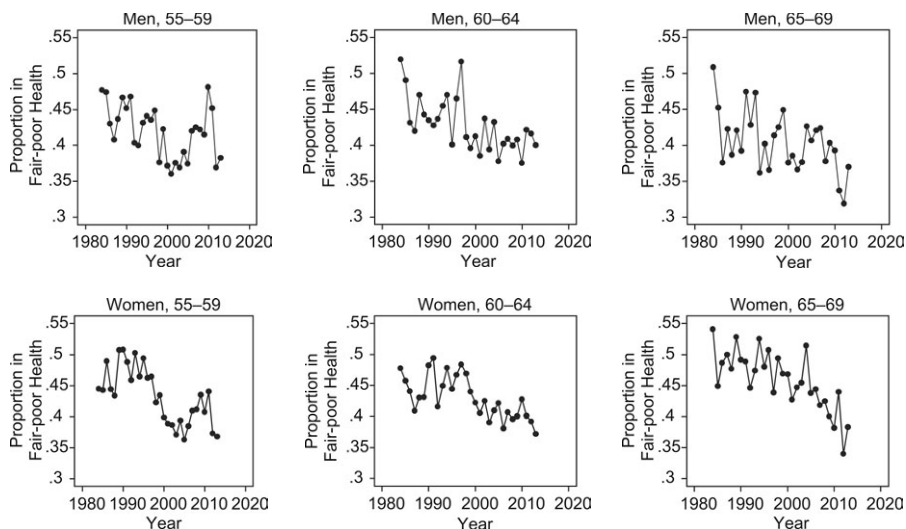 Men, 55–59
Proportion in
Fair-poor Health
.55
.5
.45
.4
.35
.3
1980 1990 2000 2010 2020
Year
Men, 60–64
Proportion in
Fair-poor Health
.55
.5
.45
.4
.35
.3
1980 1990 2000 2010 2020
Year
Men, 65–69
Proportion in
Fair-poor Health
.55
.5
.45
.4
.35
.3
1980 1990 2000 2010 2020
Year
Women, 55–59
Proportion in
Fair-poor Health
.55
.5
.45
.4
.35
.3
1980 1990 2000 2010 2020
Year
Women, 60–64
Proportion in
Fair-poor Health
.55
.5
.45
.4
.35
.3
1980 1990 2000 2010 2020
Year
Women, 65–69
Proportion in
Fair-poor Health
.55
.5
.45
.4
.35
.3
1980 1990 2000 2010 2020
Year